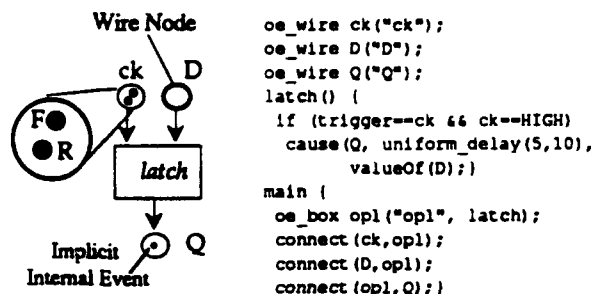 Wire Node
ck
D
F
R
latch
Q
Implicit
Internal Event
oe_wire ck("ck");
oe_wire D("D");
oe_wire Q("Q");
latch() {
if (trigger==ck && ck==HIGH)
cause(Q, uniform_delay(5,10),
valueOf(D);}
main {
oe_box op1("op1", latch);
connect(ck,op1);
connect(D,op1);
connect(op1,Q);}